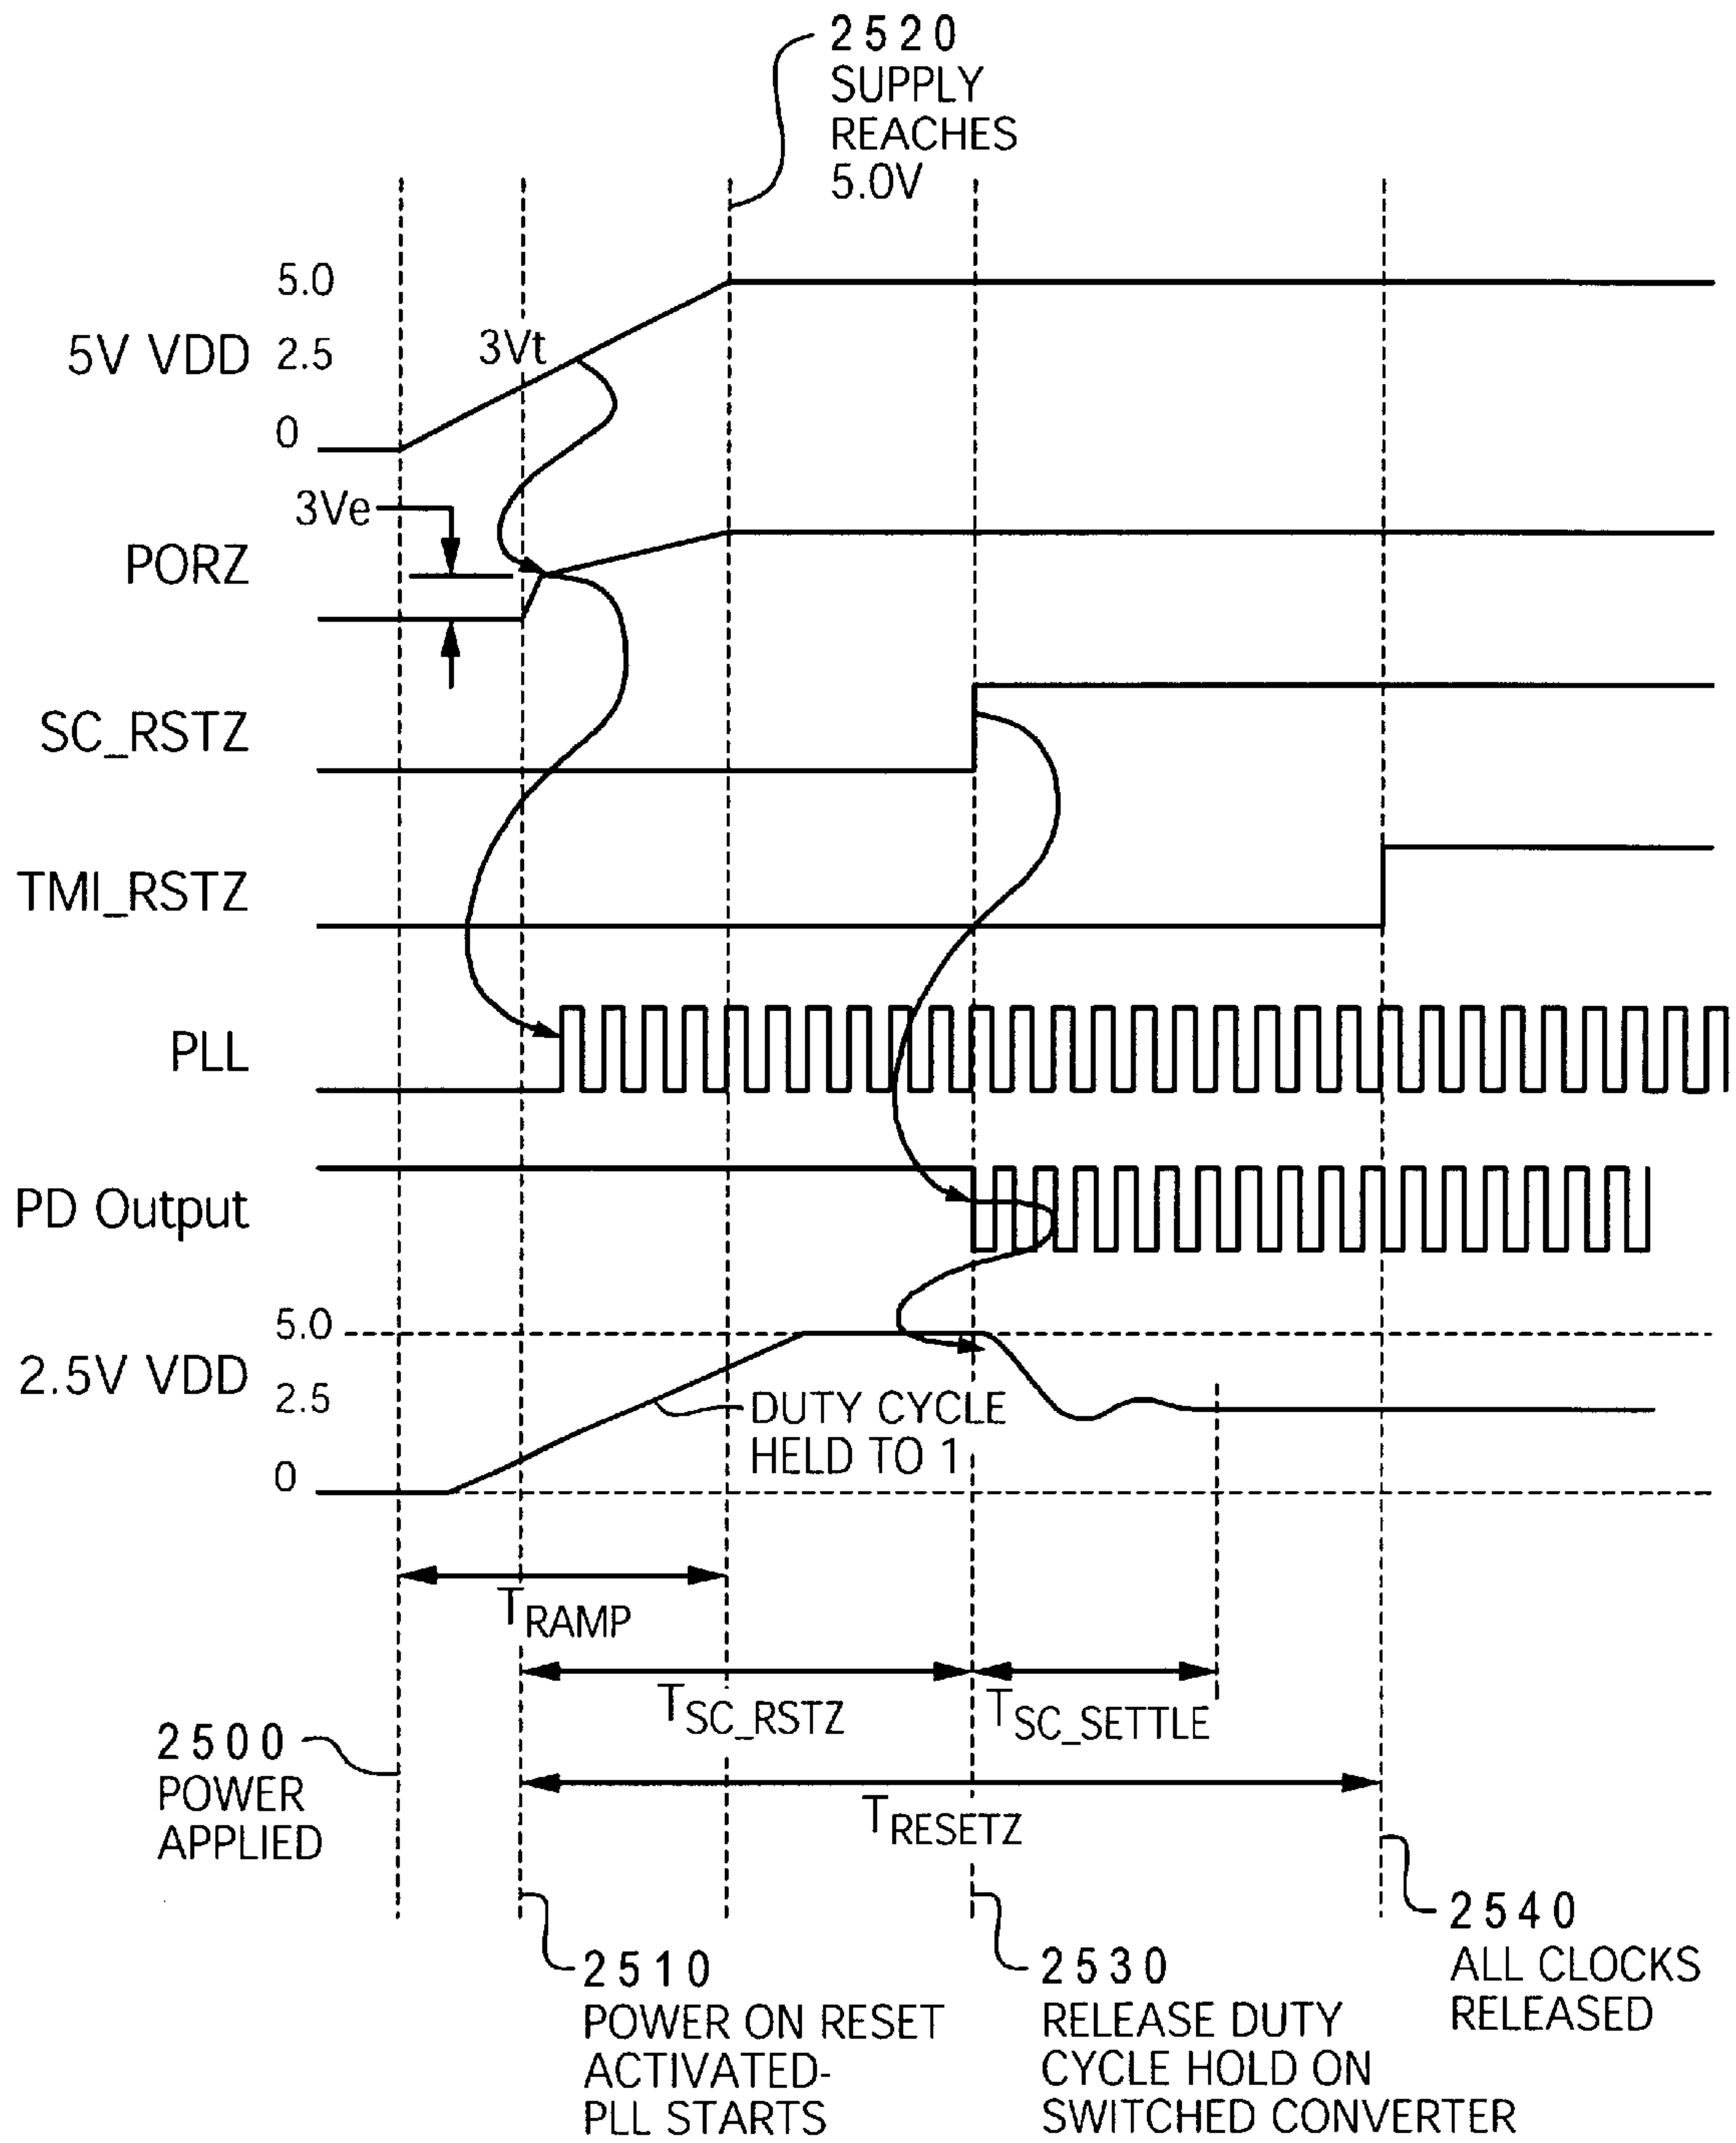 2520
SUPPLY
REACHES
5.0V
5.0
5V VDD 2.5
3Vt
0
3Ve
PORZ
SC_RSTZ
TMI_RSTZ
PLL
PD Output
5.0
2.5V VDD
2.5
DUTY CYCLE
HELD TO 1
0
TRAMP
TSC_RSTZ
TSC_SETTLE
2500
POWER
APPLIED
TRESETZ
2510
POWER ON RESET
ACTIVATED-
PLL STARTS
2530
RELEASE DUTY
CYCLE HOLD ON
SWITCHED CONVERTER
2540
ALL CLOCKS
RELEASED